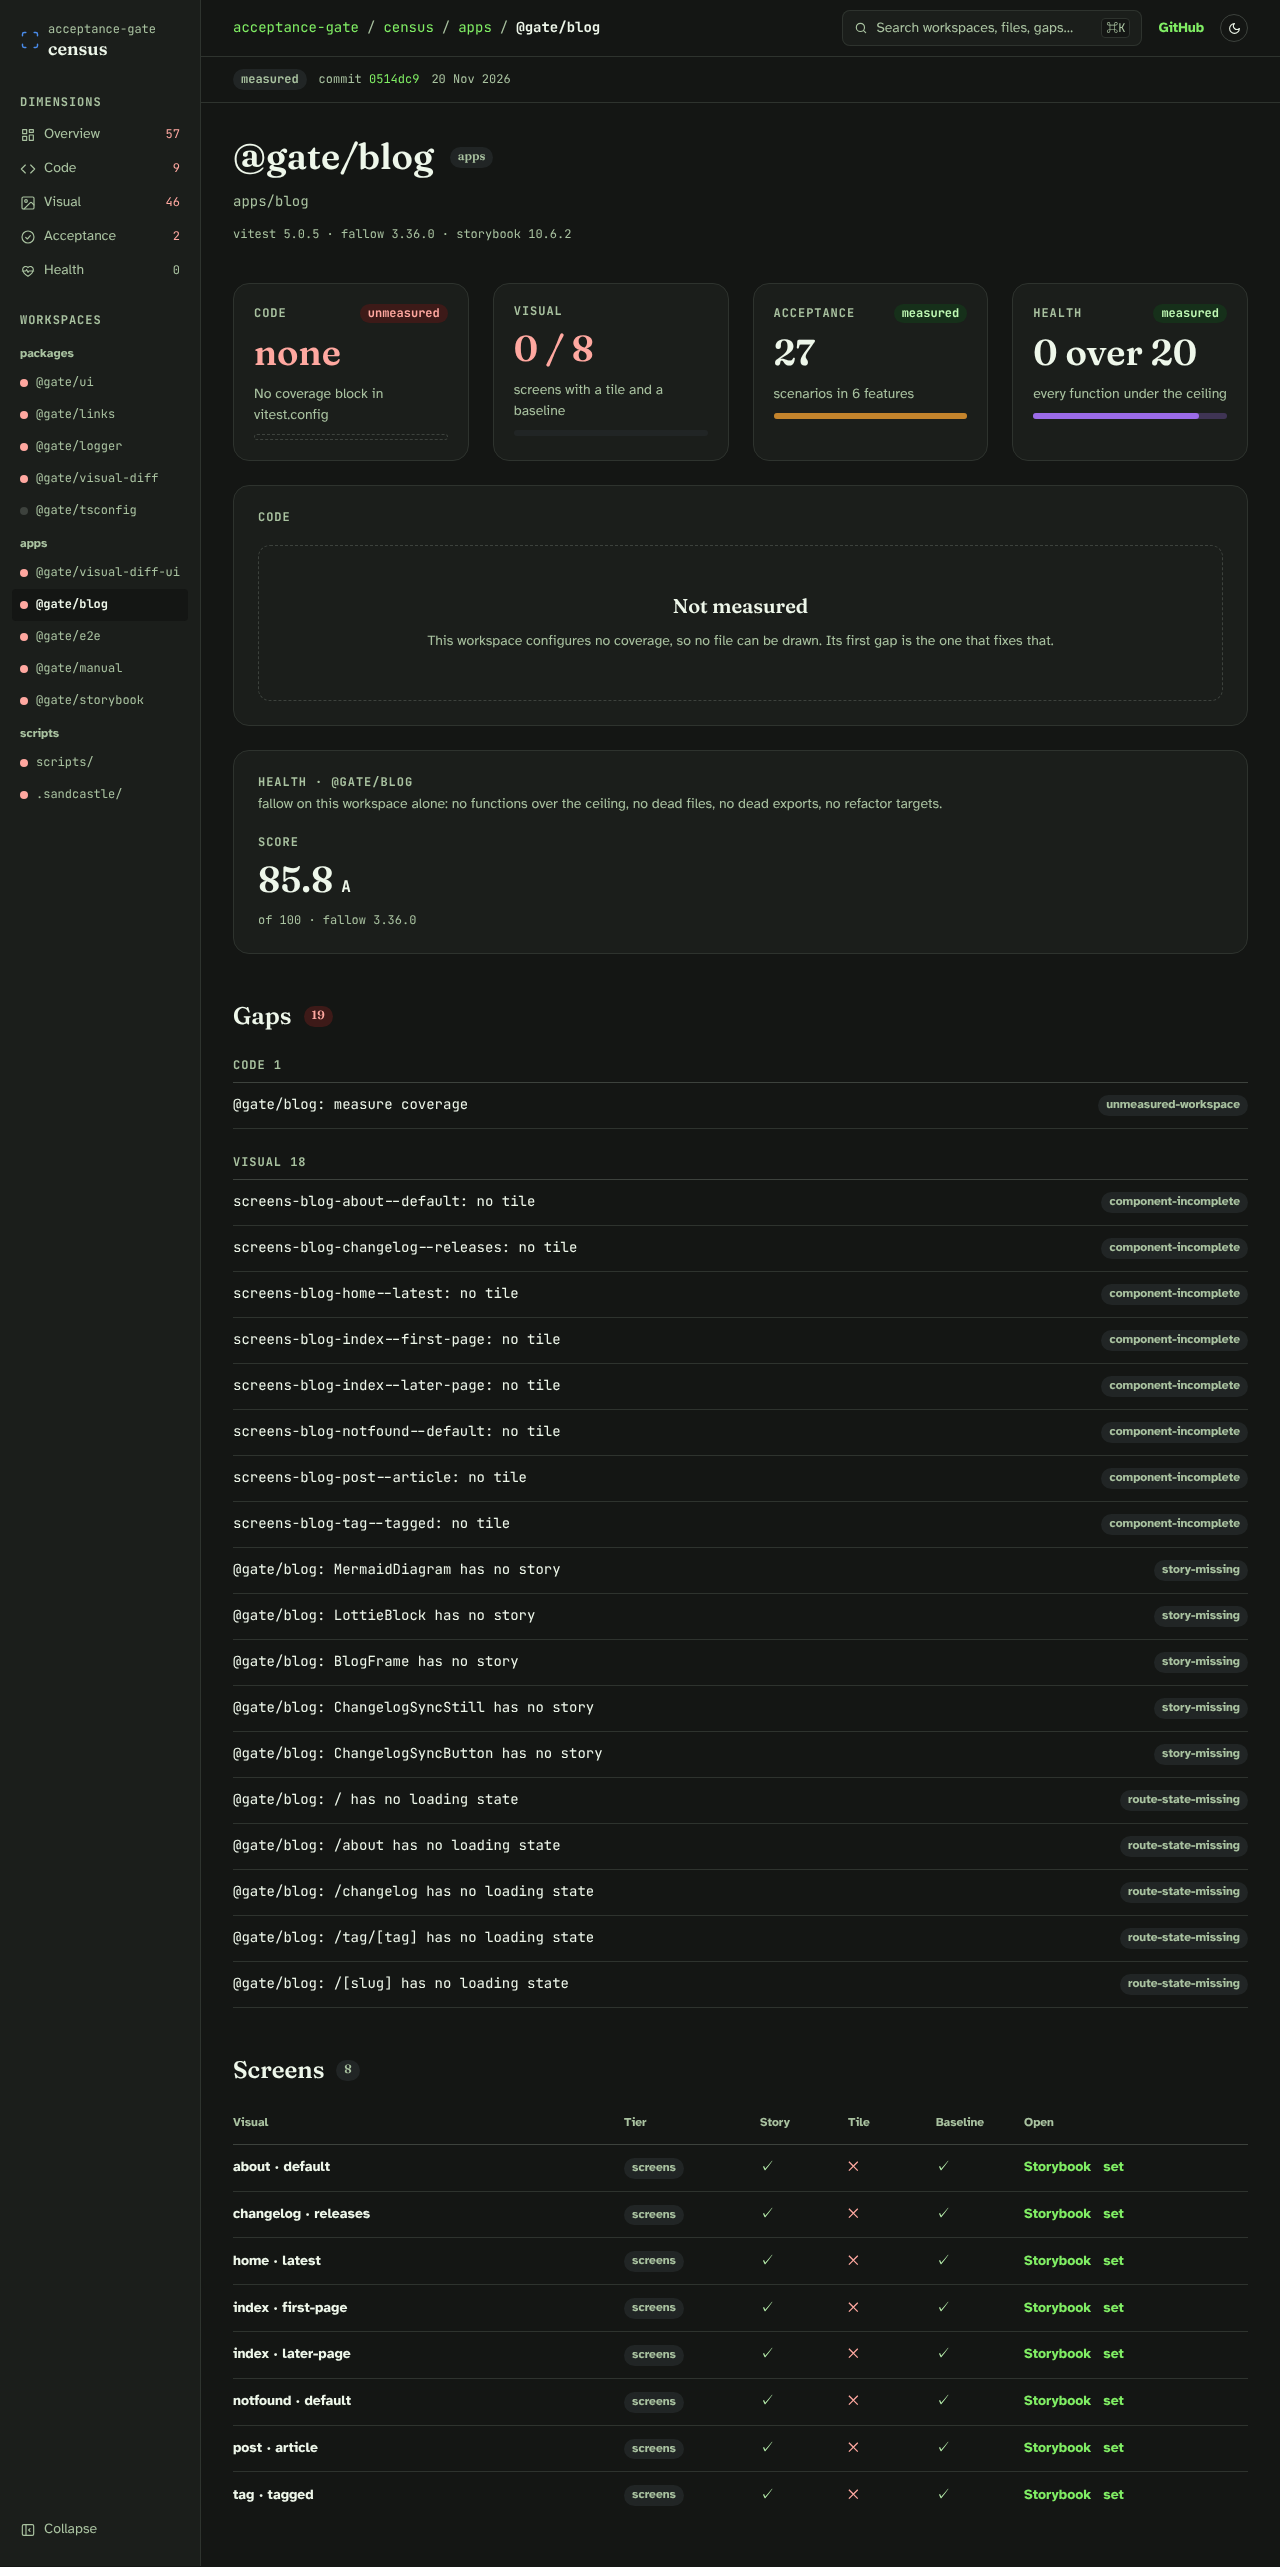 acceptance-gate
census
DIMENSIONS
Overview 57
Code 9
Visual 46
Acceptance 2
Health 0
WORKSPACES
packages
@gate/ui
@gate/links
@gate/logger
@gate/visual-diff
@gate/tsconfig
apps
@gate/visual-diff-ui
@gate/blog
@gate/e2e
@gate/manual
@gate/storybook
scripts
scripts/
.sandcastle/
Collapse
acceptance-gate / census / apps / @gate/blog
Search workspaces, files, gaps... ⌘K
GitHub
measured commit 0514dc9 20 Nov 2026
@gate/blog apps
apps/blog
vitest 5.0.5 · fallow 3.36.0 · storybook 10.6.2
CODE unmeasured
none
No coverage block in
vitest.config
VISUAL
0 / 8
screens with a tile and a
baseline
ACCEPTANCE measured
27
scenarios in 6 features
HEALTH measured
0 over 20
every function under the ceiling
CODE
Not measured
This workspace configures no coverage, so no file can be drawn. Its first gap is the one that fixes that.
HEALTH · @GATE/BLOG
fallow on this workspace alone: no functions over the ceiling, no dead files, no dead exports, no refactor targets.
SCORE
85.8 A
of 100 · fallow 3.36.0
Gaps 19
CODE 1
@gate/blog: measure coverage unmeasured-workspace
VISUAL 18
screens-blog-about--default: no tile component-incomplete
screens-blog-changelog--releases: no tile component-incomplete
screens-blog-home--latest: no tile component-incomplete
screens-blog-index--first-page: no tile component-incomplete
screens-blog-index--later-page: no tile component-incomplete
screens-blog-notfound--default: no tile component-incomplete
screens-blog-post--article: no tile component-incomplete
screens-blog-tag--tagged: no tile component-incomplete
@gate/blog: MermaidDiagram has no story story-missing
@gate/blog: LottieBlock has no story story-missing
@gate/blog: BlogFrame has no story story-missing
@gate/blog: ChangelogSyncStill has no story story-missing
@gate/blog: ChangelogSyncButton has no story story-missing
@gate/blog: / has no loading state route-state-missing
@gate/blog: /about has no loading state route-state-missing
@gate/blog: /changelog has no loading state route-state-missing
@gate/blog: /tag/[tag] has no loading state route-state-missing
@gate/blog: /[slug] has no loading state route-state-missing
Screens 8
Visual Tier Story Tile Baseline Open
about · default screens ✓ ✕ ✓ Storybook set
changelog · releases screens ✓ ✕ ✓ Storybook set
home · latest screens ✓ ✕ ✓ Storybook set
index · first-page screens ✓ ✕ ✓ Storybook set
index · later-page screens ✓ ✕ ✓ Storybook set
notfound · default screens ✓ ✕ ✓ Storybook set
post · article screens ✓ ✕ ✓ Storybook set
tag · tagged screens ✓ ✕ ✓ Storybook set